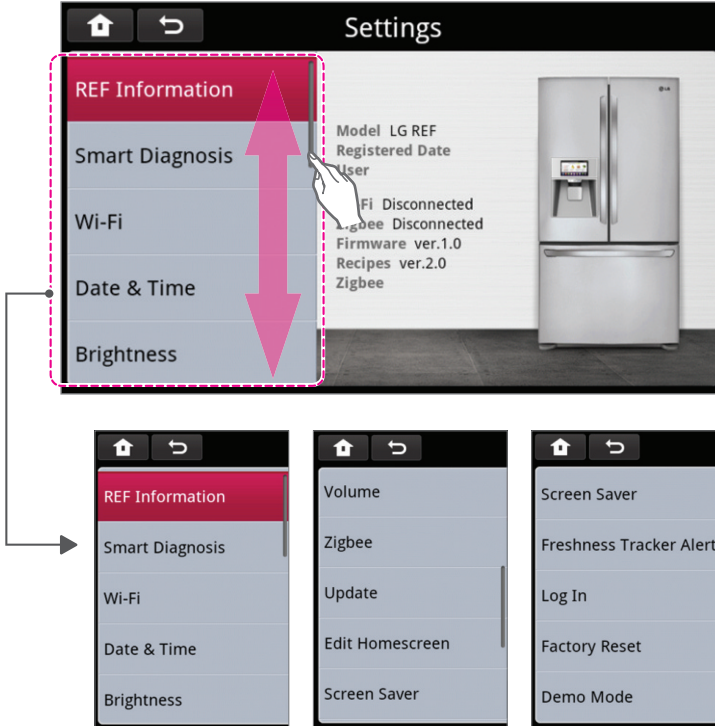 Settings
REF Information
Smart Diagnosis
Wi-Fi
Date & Time
Brightness
Model LG REF
Registered Date
User
Fi Disconnected
Zigbee Disconnected
Firmware ver.1.0
Recipes ver.2.0
Zigbee
LG
REF Information
Smart Diagnosis
Wi-Fi
Date & Time
Brightness
Volume
Zigbee
Update
Edit Homescreen
Screen Saver
Screen Saver
Freshness Tracker Alert
Log In
Factory Reset
Demo Mode